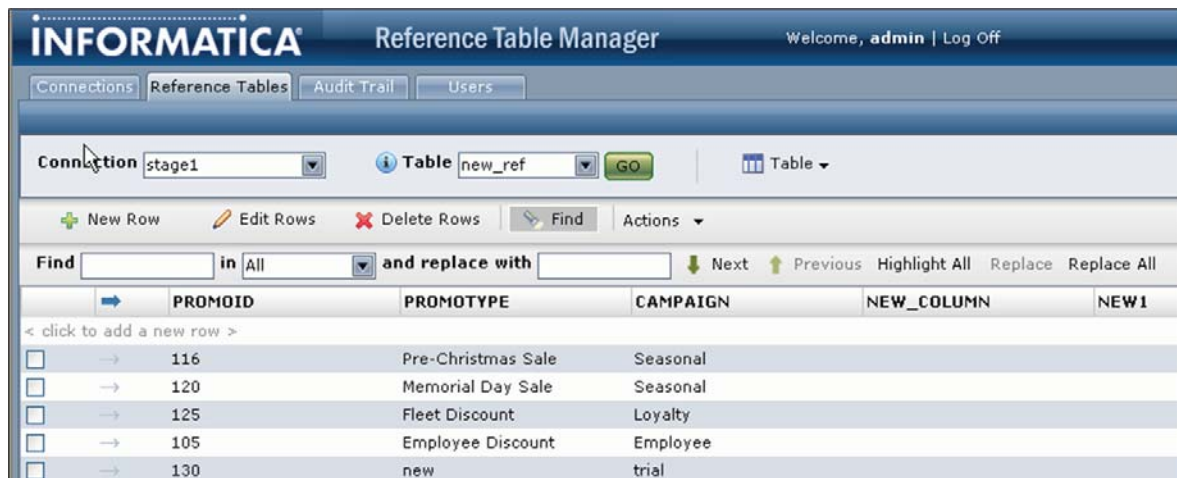 INFORMATICA Reference Table Manager Welcome, admin | Log Off
Connections Reference Tables Audit Trail Users
Connection stage1 Table new_ref GO Table
New Row Edit Rows Delete Rows Find Actions
Find in All and replace with Next Previous Highlight All Replace Replace All
PROMOID PROMOTYPE CAMPAIGN NEW_COLUMN NEW1
< click to add a new row >
116 Pre-Christmas Sale Seasonal
120 Memorial Day Sale Seasonal
125 Fleet Discount Loyalty
105 Employee Discount Employee
130 new trial